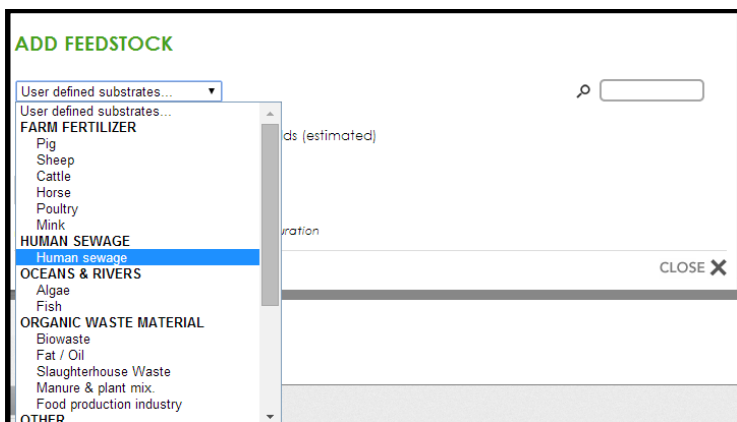 ADD FEEDSTOCK
User defined substrates...
User defined substrates...
FARM FERTILIZER
ds (estimated)
Pig
Sheep
Cattle
Horse
Poultry
Mink
uration
HUMAN SEWAGE
Human sewage
CLOSE
OCEANS & RIVERS
Algae
Fish
ORGANIC WASTE MATERIAL
Biowaste
Fat / Oil
Slaughterhouse Waste
Manure & plant mix.
Food production industry
OTHER